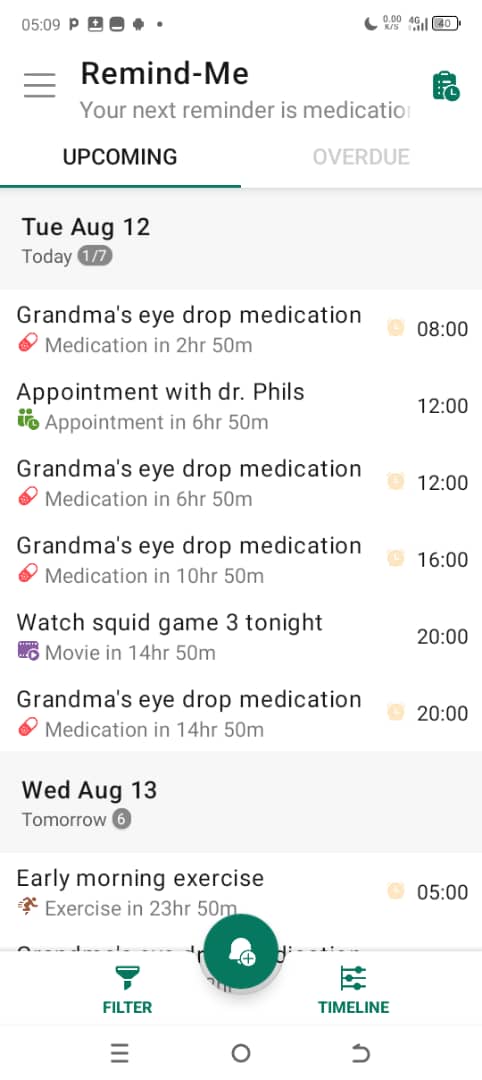 05:09 P 0.00 K/S 4G 40
Remind-Me
Your next reminder is medication
UPCOMING OVERDUE
Tue Aug 12
Today 1/7
Grandma's eye drop medication 08:00
Medication in 2hr 50m
Appointment with dr. Phils 12:00
Appointment in 6hr 50m
Grandma's eye drop medication 12:00
Medication in 6hr 50m
Grandma's eye drop medication 16:00
Medication in 10hr 50m
Watch squid game 3 tonight 20:00
Movie in 14hr 50m
Grandma's eye drop medication 20:00
Medication in 14hr 50m
Wed Aug 13
Tomorrow 6
Early morning exercise 05:00
Exercise in 23hr 50m
FILTER TIMELINE